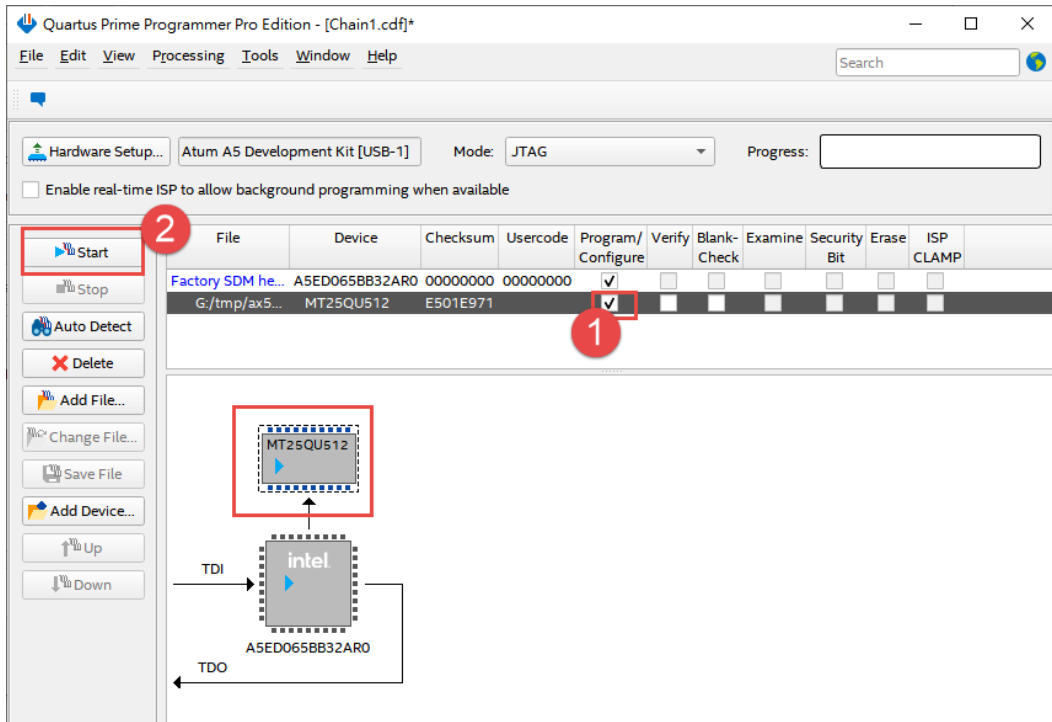 Quartus Prime Programmer Pro Edition - [Chain1.cdf]*
File Edit View Processing Tools Window Help
Search
Hardware Setup... Atum A5 Development Kit [USB-1] Mode: JTAG Progress:
Enable real-time ISP to allow background programming when available
2
Start
Stop
Auto Detect
Delete
Add File...
Change File...
Save File
Add Device...
Up
Down
File Device Checksum Usercode Program/ Configure Verify Blank- Check Examine Security Bit Erase ISP CLAMP
Factory SDM he... A5ED065BB32AR0 00000000 00000000
G:/tmp/ax5... MT25QU512 E501E971
1
MT25QU512
intel
TDI
A5ED065BB32AR0
TDO